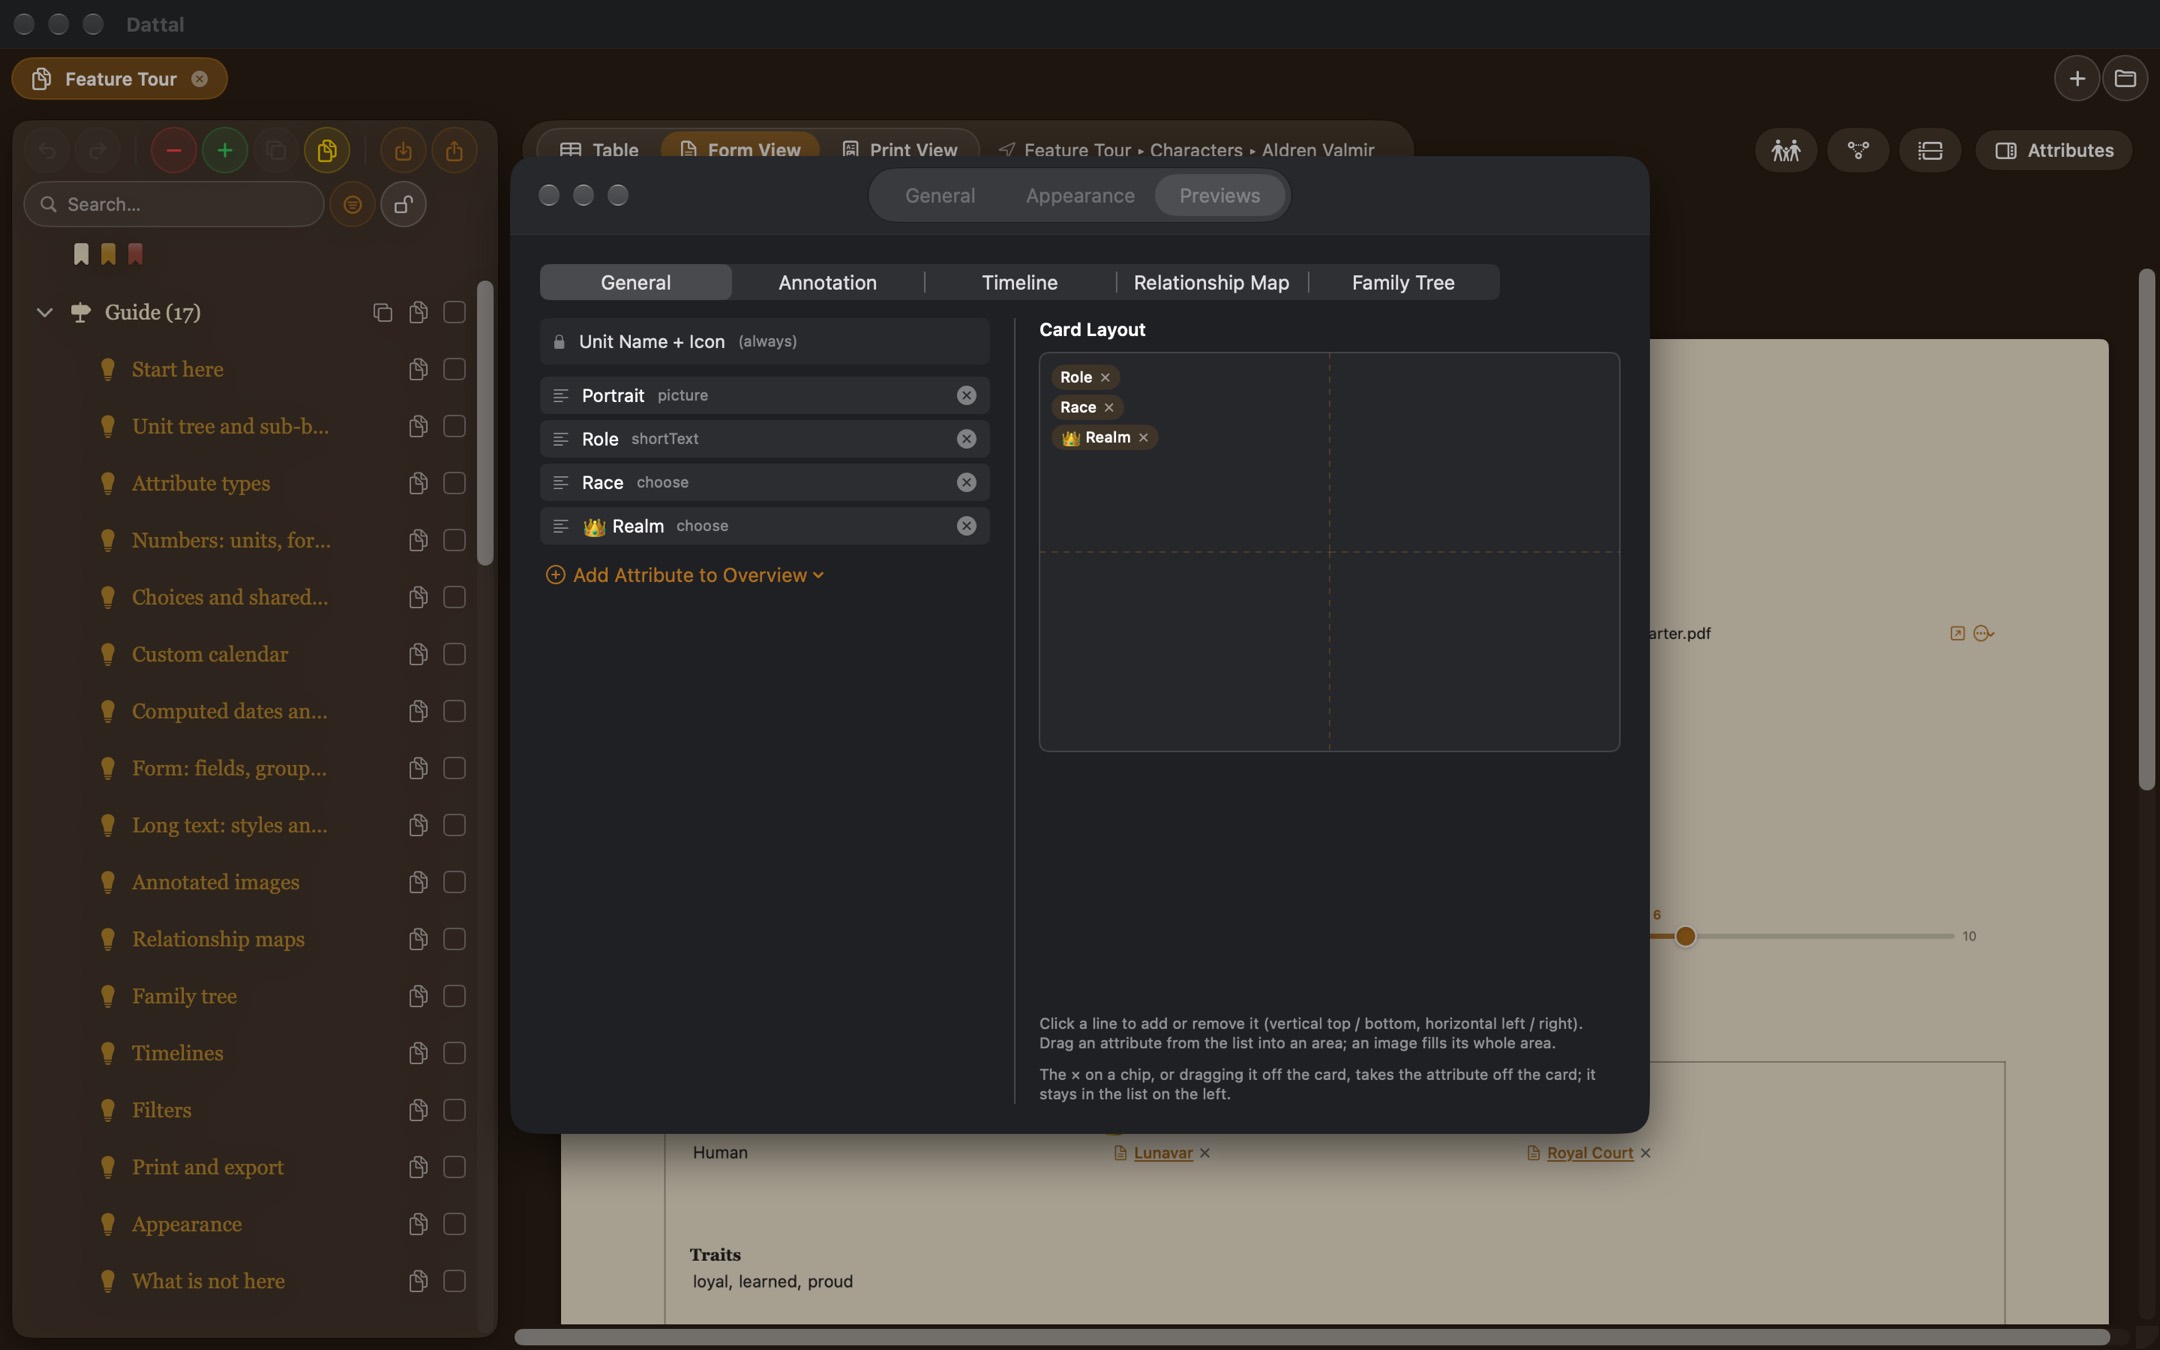 Dattal
Feature Tour
Table
Form View
Print View
Feature Tour ▸ Characters ▸ Aldren Valmir
Attributes
Search...
Guide (17)
Start here
Unit tree and sub-b...
Attribute types
Numbers: units, for...
Choices and shared...
Custom calendar
Computed dates an...
Form: fields, group...
Long text: styles an...
Annotated images
Relationship maps
Family tree
Timelines
Filters
Print and export
Appearance
What is not here
General
Appearance
Previews
General
Annotation
Timeline
Relationship Map
Family Tree
Unit Name + Icon (always)
Portrait picture
Role shortText
Race choose
Realm choose
Add Attribute to Overview
Card Layout
Role ×
Race ×
Realm ×
Click a line to add or remove it (vertical top / bottom, horizontal left / right).
Drag an attribute from the list into an area; an image fills its whole area.
The × on a chip, or dragging it off the card, takes the attribute off the card; it
stays in the list on the left.
arter.pdf
6
10
Human
Lunavar ×
Royal Court ×
Traits
loyal, learned, proud